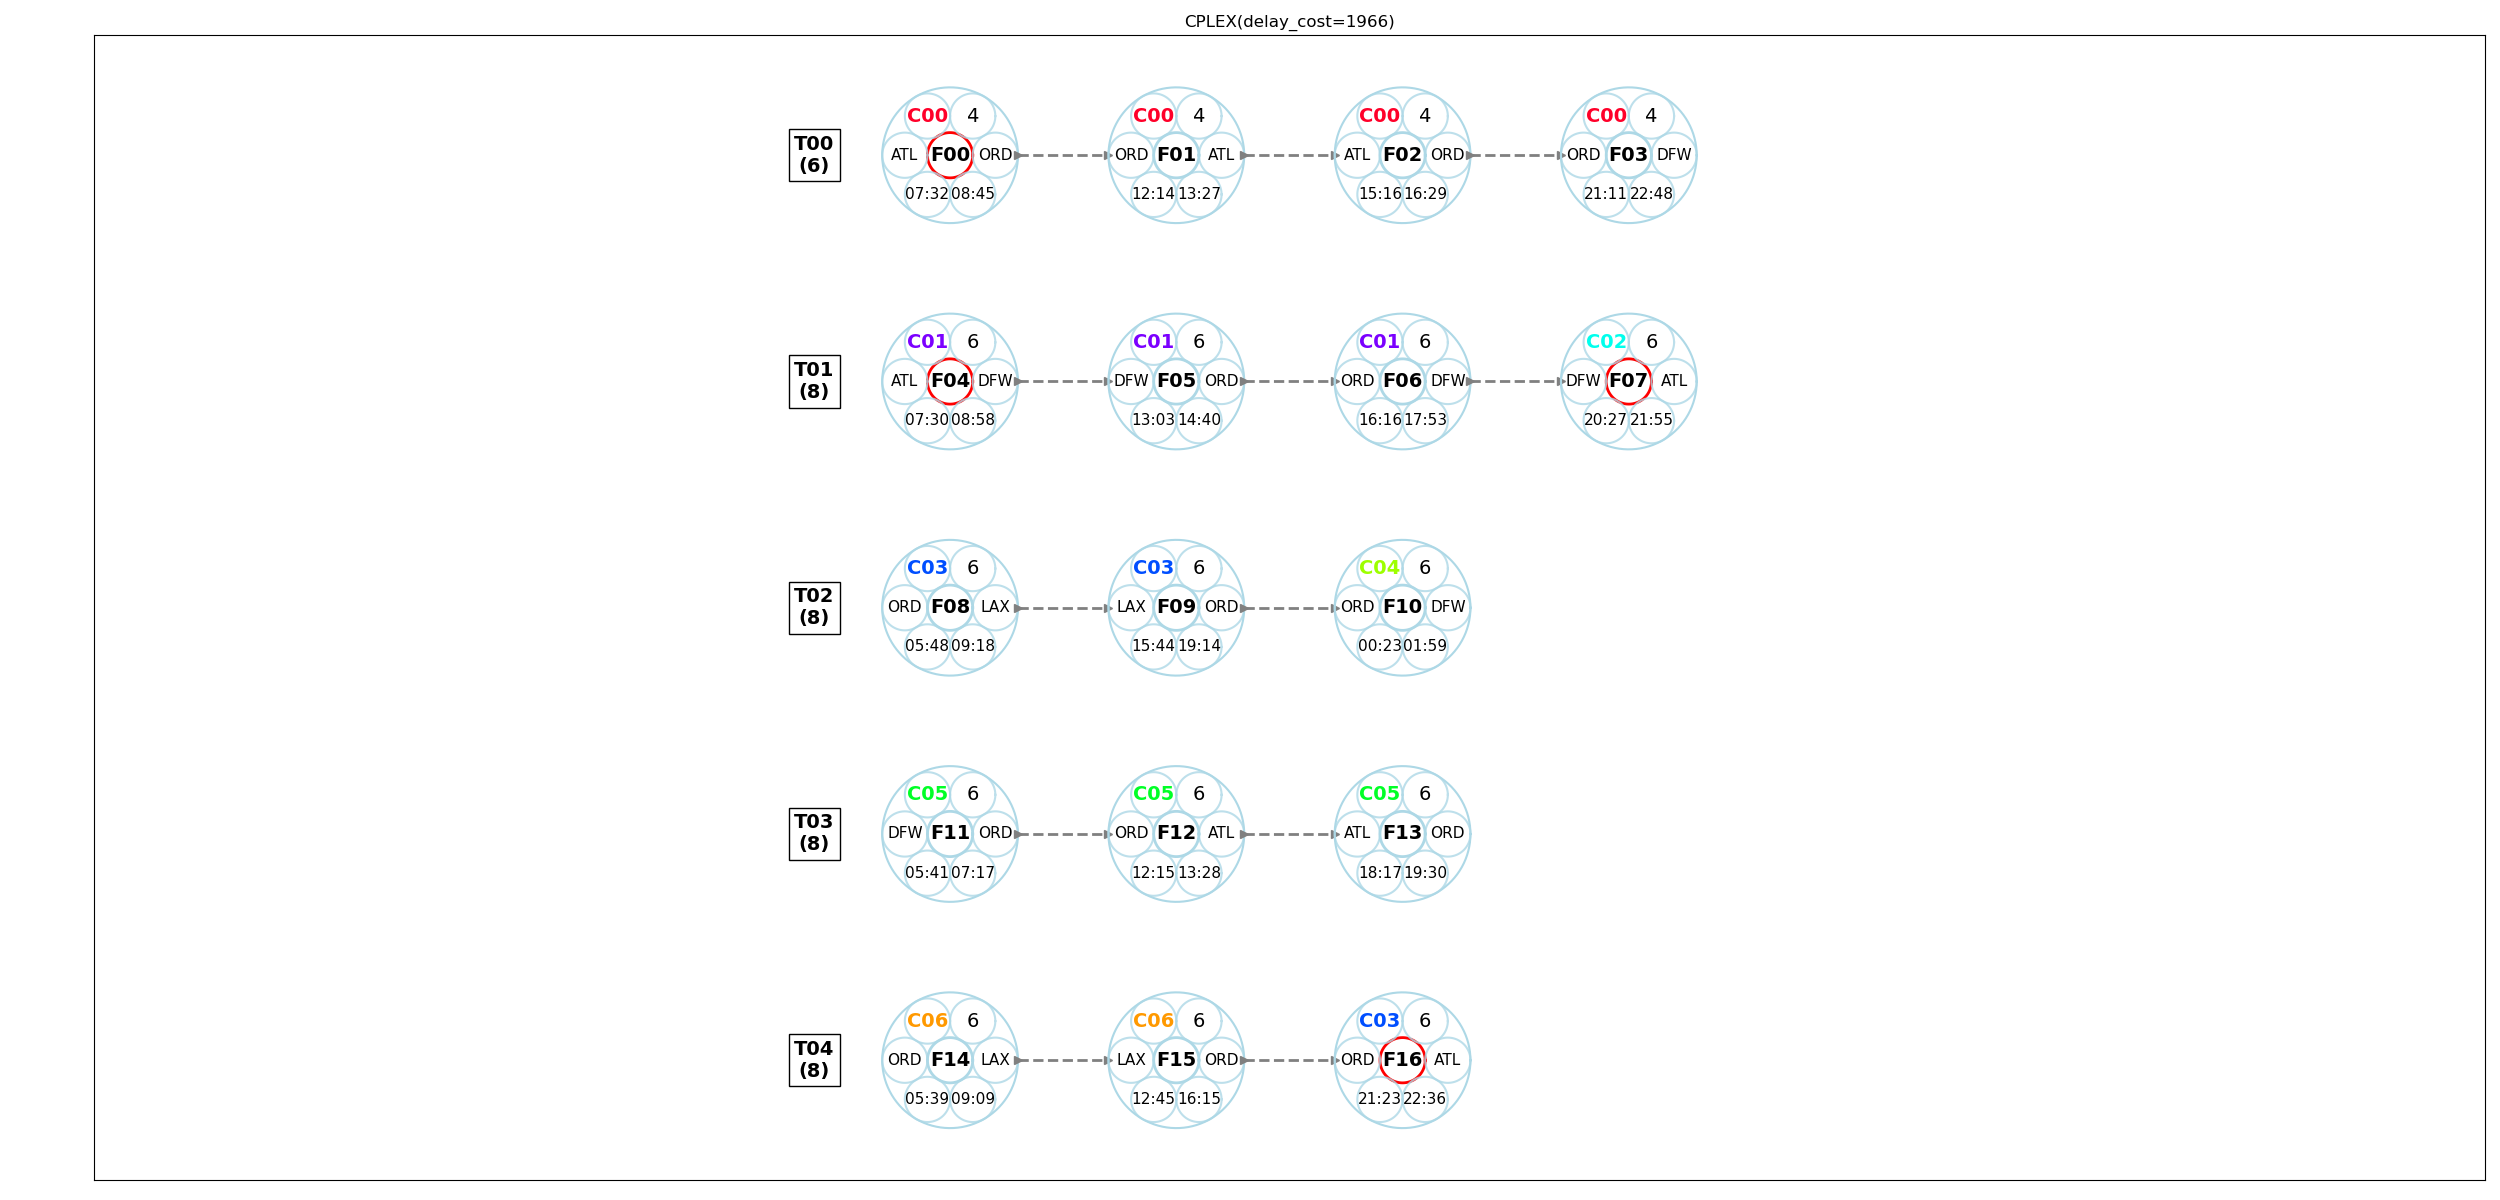 CPLEX(delay_cost=1966)
C00 4 C00 4 C00 4 C00 4
T00
(6)
ATL F00 ORD ORD F01 ATL ATL F02 ORD ORD F03 DFW
07:32 08:45 12:14 13:27 15:16 16:29 21:11 22:48
C01 6 C01 6 C01 6 C02 6
T01
(8)
ATL F04 DFW DFW F05 ORD ORD F06 DFW DFW F07 ATL
07:30 08:58 13:03 14:40 16:16 17:53 20:27 21:55
C03 6 C03 6 C04 6
T02
(8)
ORD F08 LAX LAX F09 ORD ORD F10 DFW
05:48 09:18 15:44 19:14 00:23 01:59
C05 6 C05 6 C05 6
T03
(8)
DFW F11 ORD ORD F12 ATL ATL F13 ORD
05:41 07:17 12:15 13:28 18:17 19:30
C06 6 C06 6 C03 6
T04
(8)
ORD F14 LAX LAX F15 ORD ORD F16 ATL
05:39 09:09 12:45 16:15 21:23 22:36